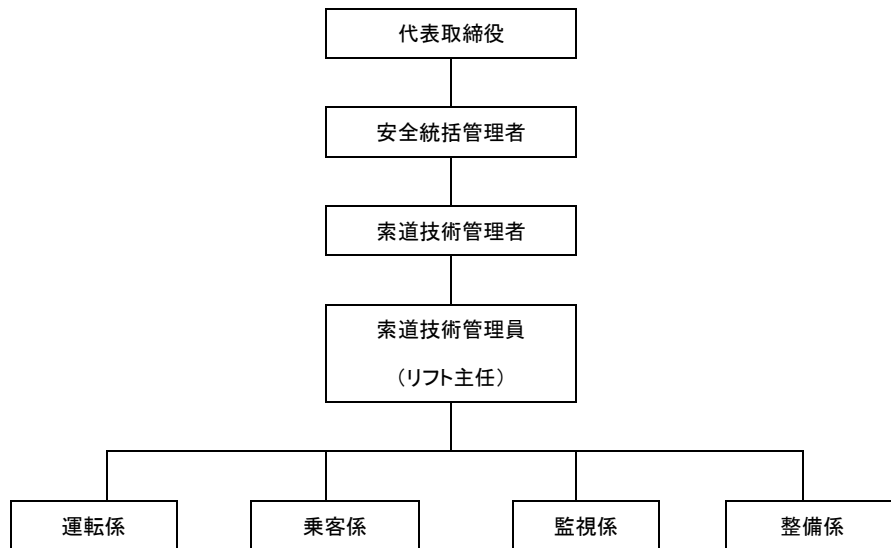 代表取締役
安全統括管理者
索道技術管理者
索道技術管理員
（リフト主任）
運転係
乗客係
監視係
整備係